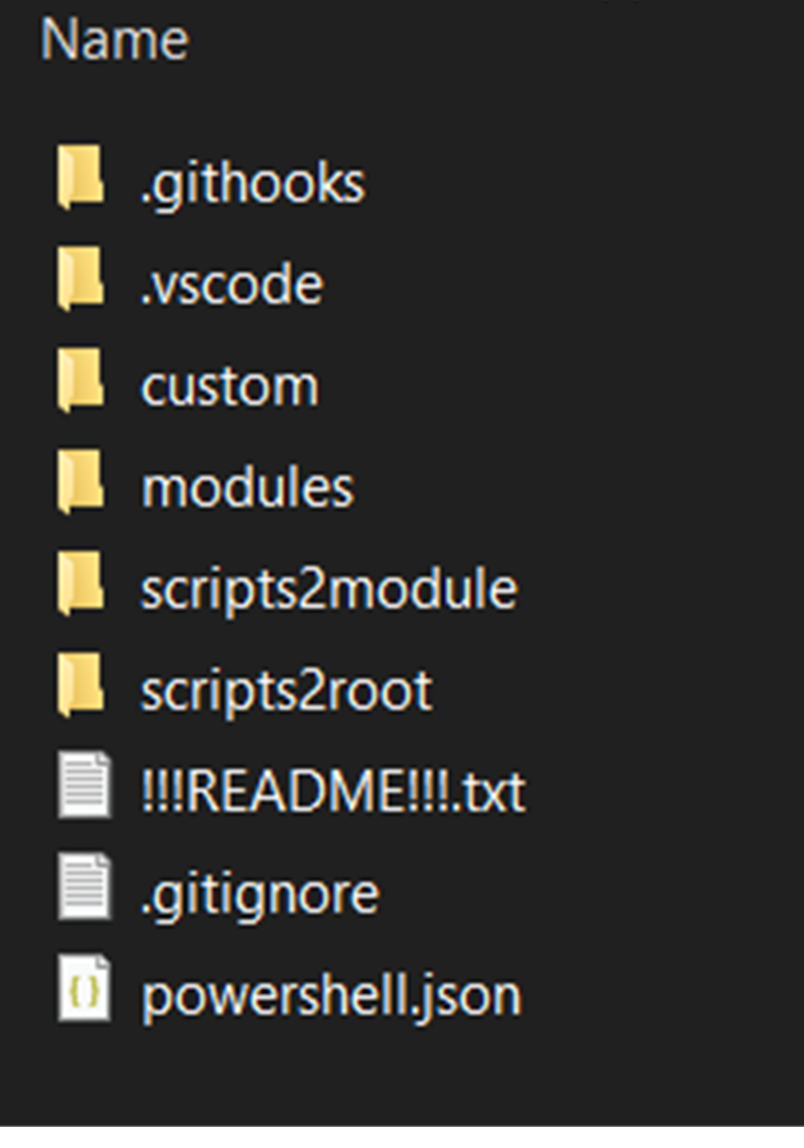 Name
.githooks
.vscode
custom
modules
scripts2module
scripts2root
!!!README!!!.txt
.gitignore
powershell.json